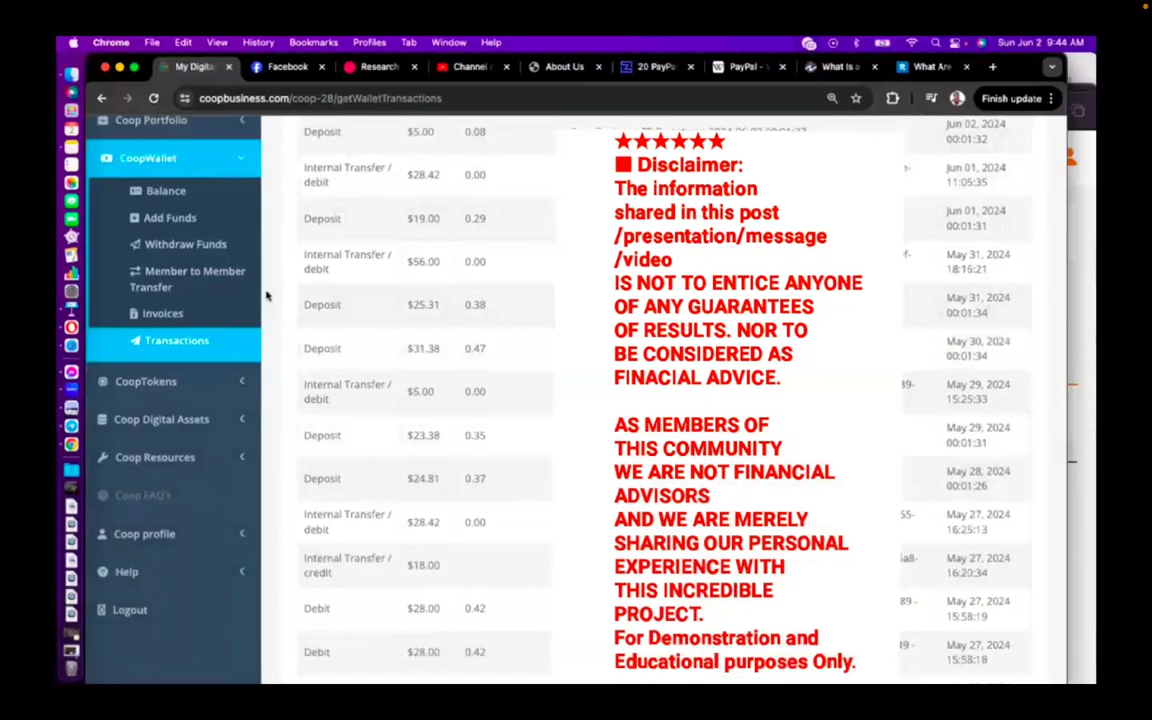 Chrome File Edit View History Bookmarks Profiles Tab Window Help Sun Jun 2 9:44 AM
My Digit Facebook Research Channel About Us 20 PayPa PayPal - What Is a What Are
coopbusiness.com/coop-28/getWalletTransactions Finish update
Coop Portfolio
CoopWallet
Balance
Add Funds
Withdraw Funds
Member to Member
Transfer
Invoices
Transactions
CoopTokens
Coop Digital Assets
Coop Resources
Coop FAQ's
Coop profile
Help
Logout
Deposit $5.00 0.08 Jun 02, 2024
00:01:32
Internal Transfer / $28.42 0.00 Jun 01, 2024
debit 11:05:35
Deposit $19.00 0.29 Jun 01, 2024
00:01:31
Internal Transfer / $56.00 0.00 May 31, 2024
debit 18:16:21
Deposit $25.31 0.38 May 31, 2024
00:01:34
Deposit $31.38 0.47 May 30, 2024
00:01:34
Internal Transfer / $5.00 0.00 39- May 29, 2024
debit 15:25:33
Deposit $23.38 0.35 May 29, 2024
00:01:31
Deposit $24.81 0.37 May 28, 2024
00:01:26
Internal Transfer / $28.42 0.00 55- May 27, 2024
debit 16:25:13
Internal Transfer / $18.00 5a8- May 27, 2024
credit 16:20:34
Debit $28.00 0.42 89 - May 27, 2024
15:58:19
Debit $28.00 0.42 49 - May 27, 2024
15:58:18
★★★★★★
■ Disclaimer:
The information
shared in this post
/presentation/message
/video
IS NOT TO ENTICE ANYONE
OF ANY GUARANTEES
OF RESULTS. NOR TO
BE CONSIDERED AS
FINACIAL ADVICE.
AS MEMBERS OF
THIS COMMUNITY
WE ARE NOT FINANCIAL
ADVISORS
AND WE ARE MERELY
SHARING OUR PERSONAL
EXPERIENCE WITH
THIS INCREDIBLE
PROJECT.
For Demonstration and
Educational purposes Only.